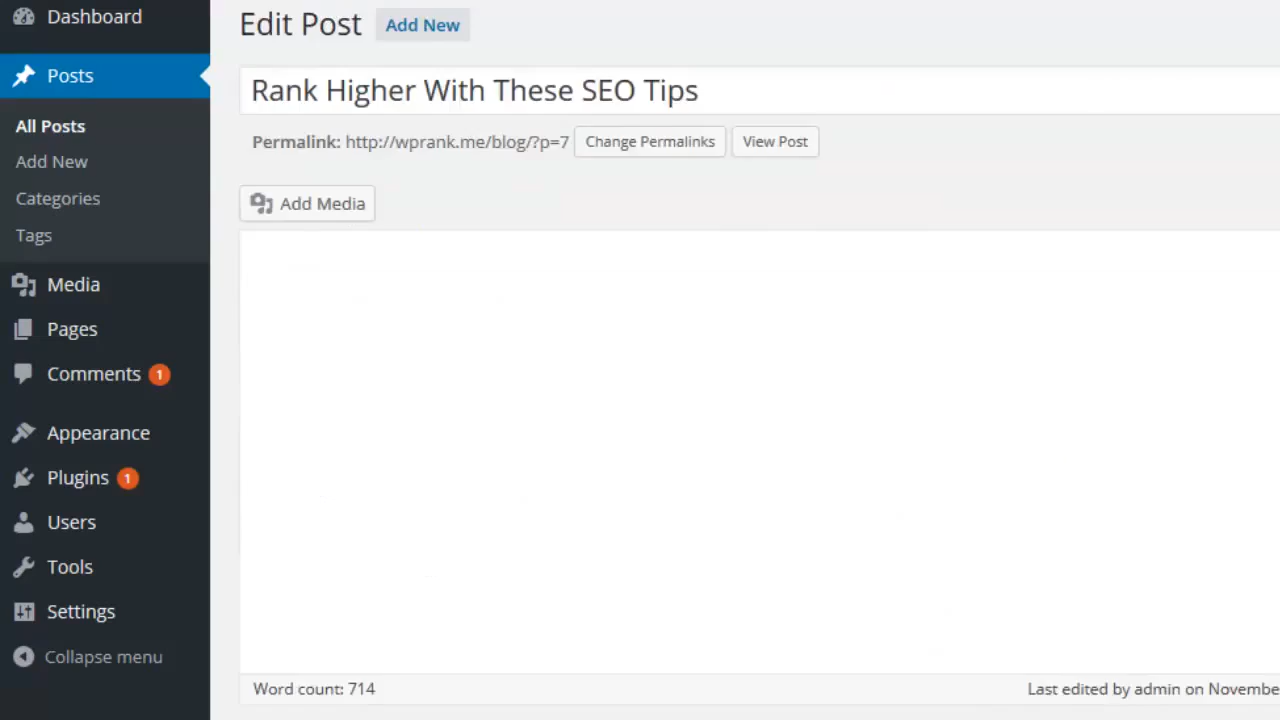 Dashboard
Posts
All Posts
Add New
Categories
Tags
Media
Pages
Comments 1
Appearance
Plugins 1
Users
Tools
Settings
Collapse menu
Edit Post Add New
Rank Higher With These SEO Tips
Permalink: http://wprank.me/blog/?p=7 Change Permalinks View Post
Add Media
Word count: 714
Last edited by admin on Novembe